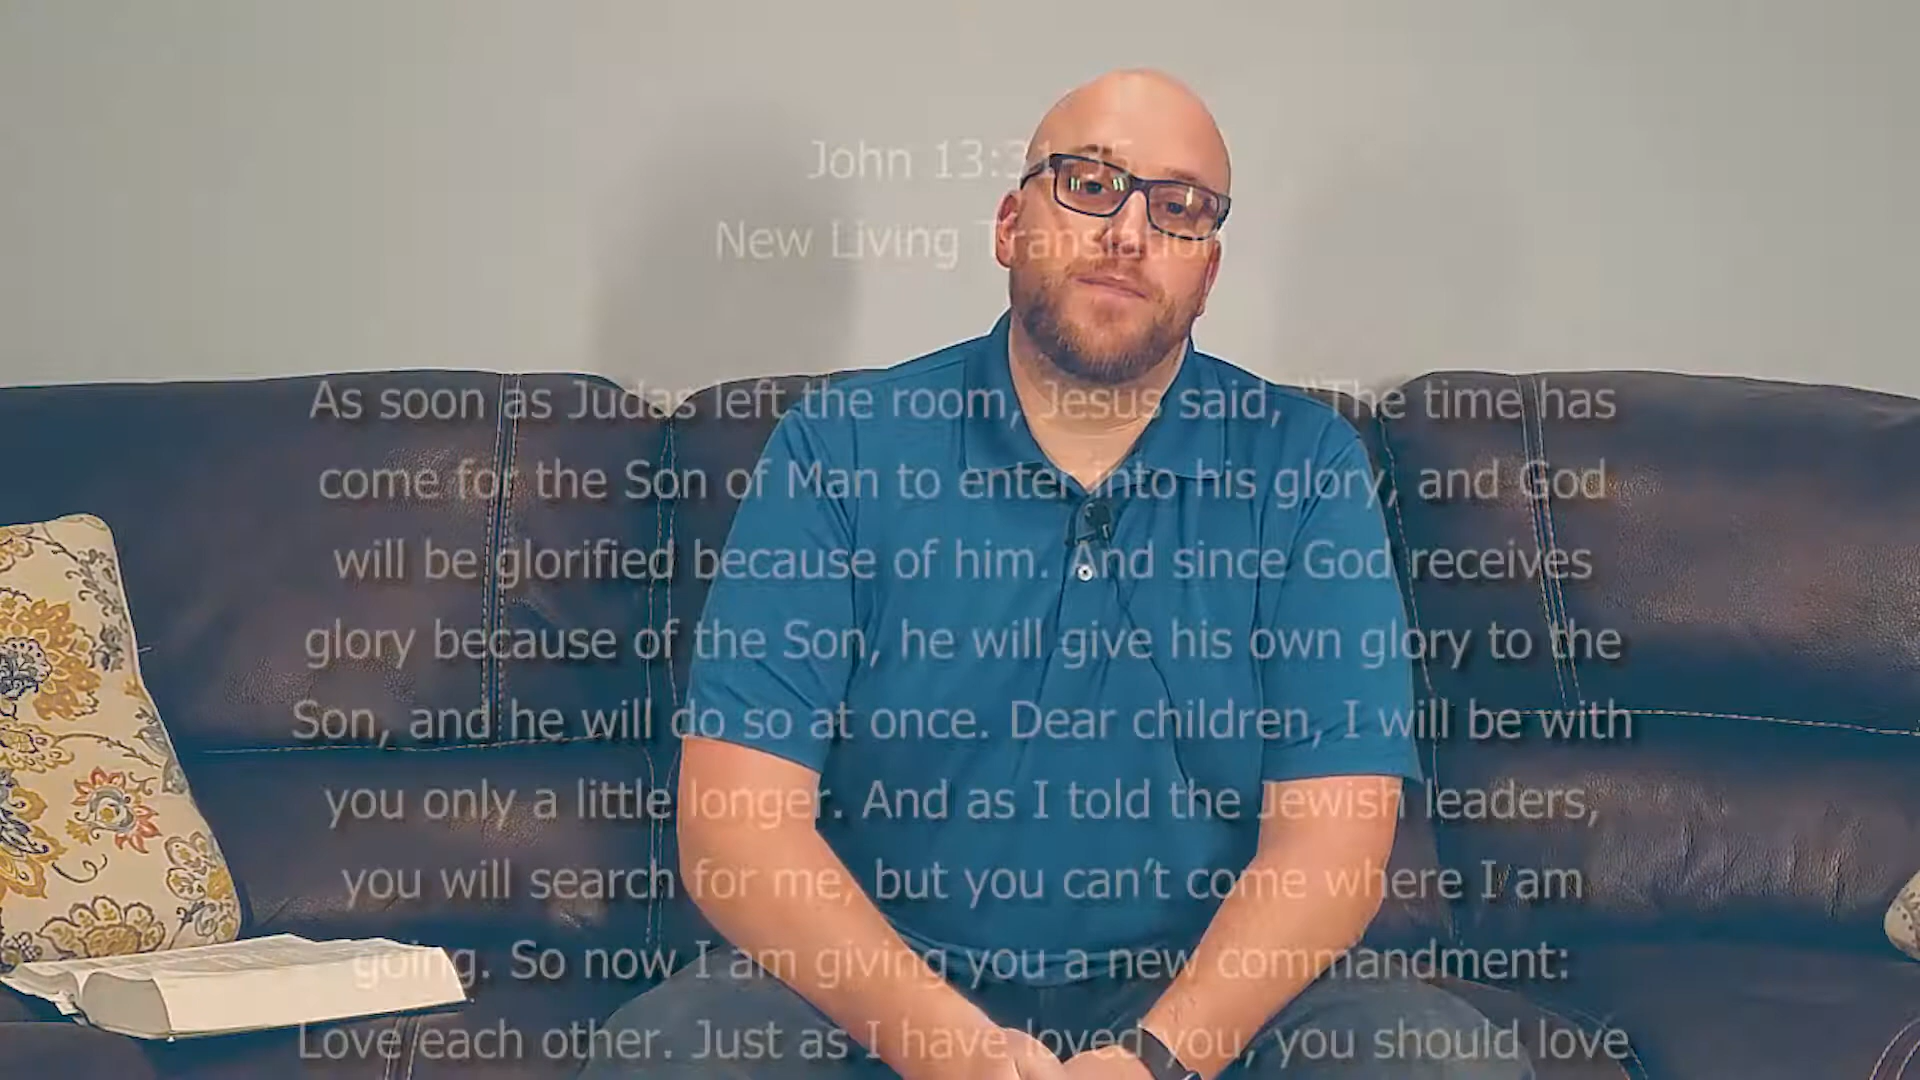 John 13:31-35
New Living Translation
As soon as Judas left the room, Jesus said, "The time has
come for the Son of Man to enter into his glory, and God
will be glorified because of him. And since God receives
glory because of the Son, he will give his own glory to the
Son, and he will do so at once. Dear children, I will be with
you only a little longer. And as I told the Jewish leaders,
you will search for me, but you can’t come where I am
going. So now I am giving you a new commandment:
Love each other. Just as I have loved you, you should love